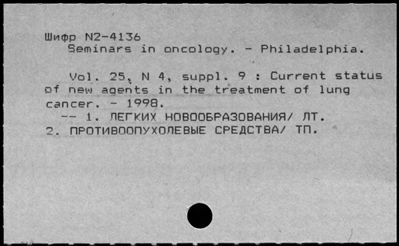 Шифр N2-4136
Seminars in oncology. - Philadelphia.
Vol. 25, N 4, suppl. 9 : Current status
of new agents in the treatment of lung
cancer. - 1998.
-- 1. ЛЕГКИХ НОВООБРАЗОВАНИЯ/ ЛТ.
2. ПРОТИВООПУХОЛЕВЫЕ СРЕДСТВА/ ТП.